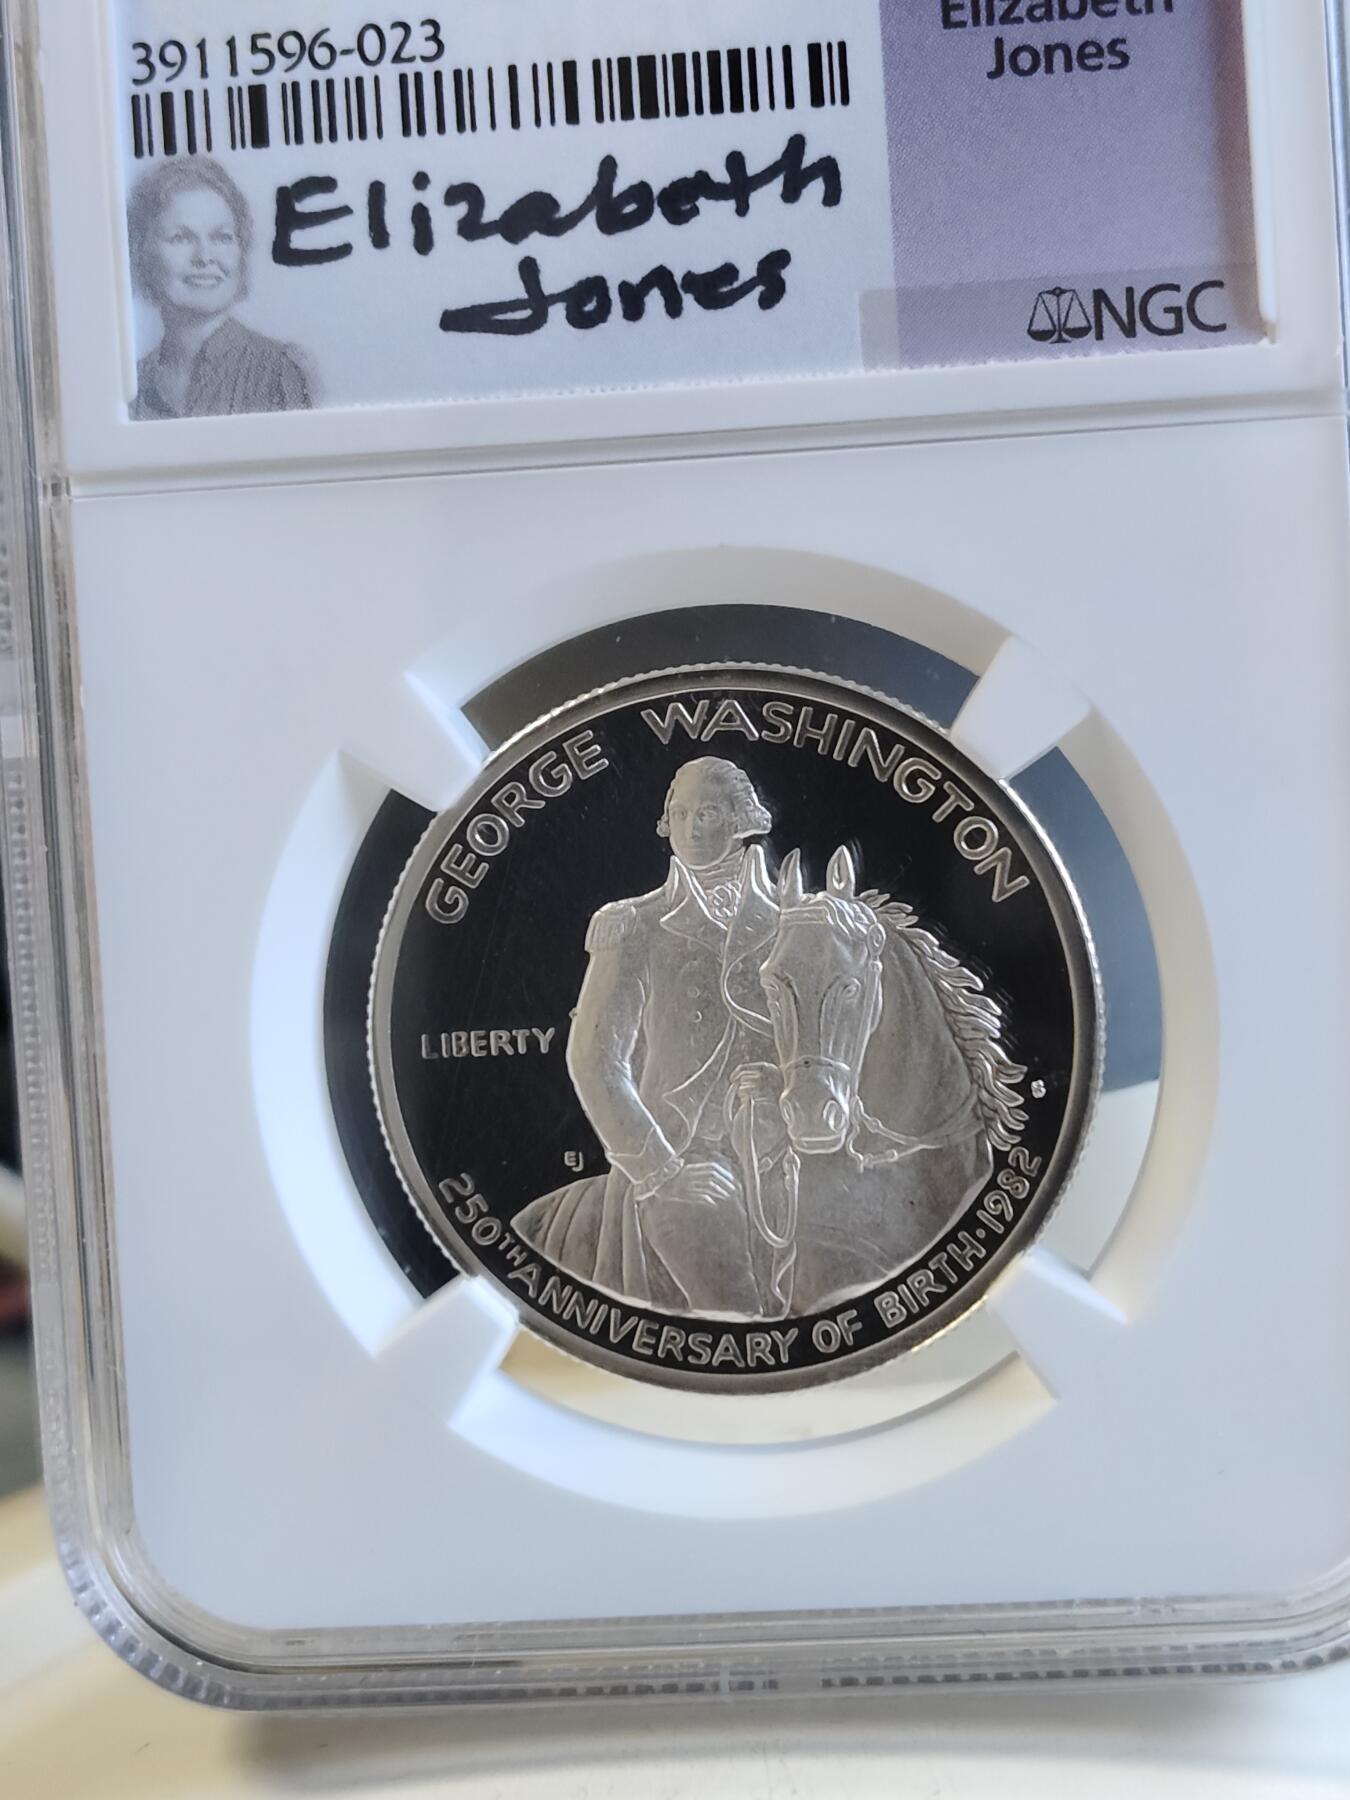 Elizabeth
Jones
3911596-023
Elizabeth
Jones
NGC
GEORGE WASHINGTON
LIBERTY
S
EJ
250TH ANNIVERSARY OF BIRTH·1982